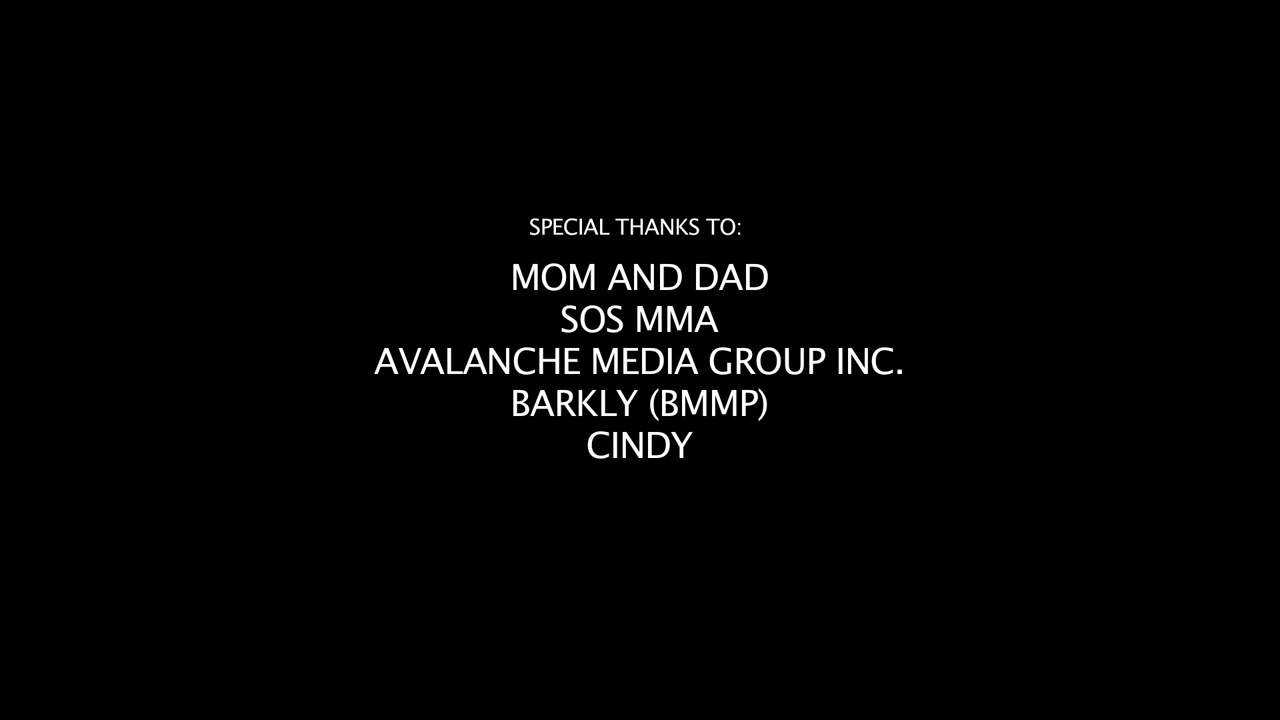 SPECIAL THANKS TO:
MOM AND DAD
SOS MMA
AVALANCHE MEDIA GROUP INC.
BARKLY (BMMP)
CINDY